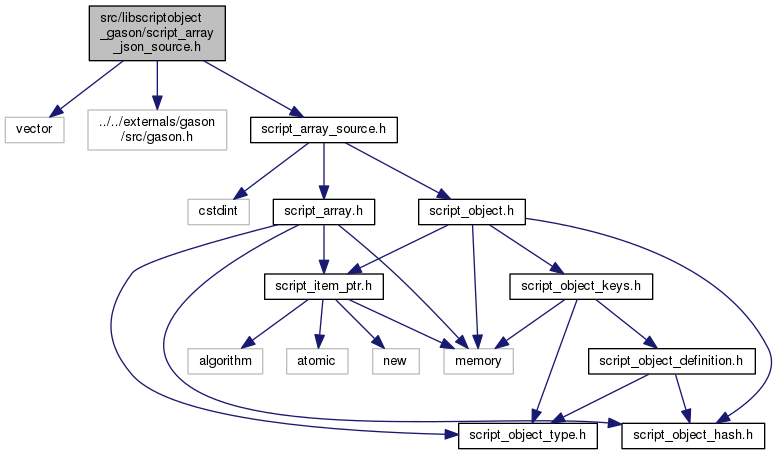 src/libscriptobject
_gason/script_array
_json_source.h
vector
../../externals/gason
/src/gason.h
script_array_source.h
cstdint
script_array.h
script_object.h
script_item_ptr.h
script_object_keys.h
algorithm
atomic
new
memory
script_object_definition.h
script_object_type.h
script_object_hash.h